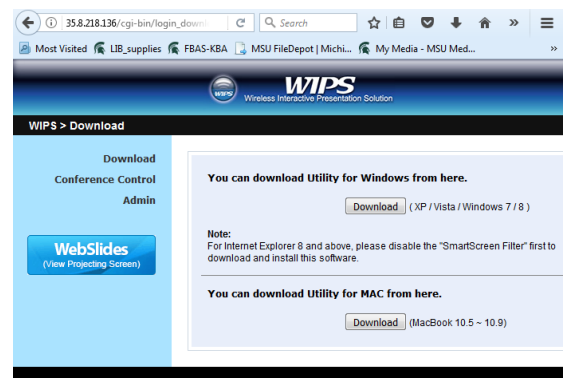 35.8.218.136/cgi-bin/login_down
Search
Most Visited LIB_supplies FBAS-KBA MSU FileDepot | Michi... My Media - MSU Med...
WIPS
WIPS
Wireless Interactive Presentation Solution
WIPS > Download
Download
Conference Control
Admin
WebSlides
(View Projecting Screen)
You can download Utility for Windows from here.
Download ( XP / Vista / Windows 7 / 8 )
Note:
For Internet Explorer 8 and above, please disable the "SmartScreen Filter" first to
download and install this software.
You can download Utility for MAC from here.
Download (MacBook 10.5 ~ 10.9)